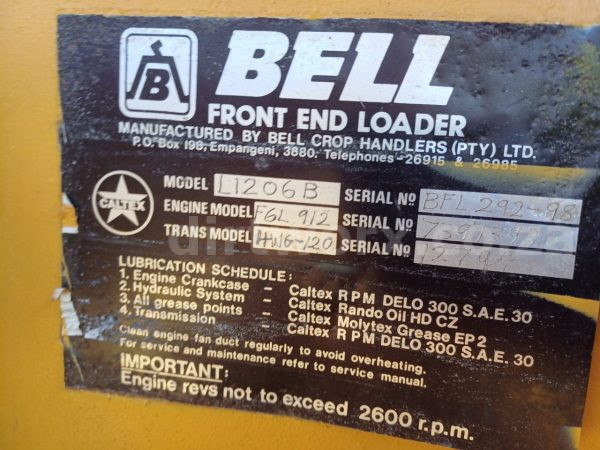 B
BELL
FRONT END LOADER
MANUFACTURED BY BELL CROP HANDLERS (PTY) LTD.
P.O. Box 198, Empangeni, 3880. Telephones -26915 & 26985
CALTEX
MODEL L1206B SERIAL Nº BFL 292-98
ENGINE MODEL F6L 912 SERIAL Nº
TRANS MODEL HWG-120 SERIAL Nº
LUBRICATION SCHEDULE :
1. Engine Crankcase - Caltex R P M DELO 300 S.A.E. 30
2. Hydraulic System - Caltex Rando Oil HD CZ
3. All grease points - Caltex Molytex Grease EP 2
4. Transmission - Caltex R P M DELO 300 S.A.E. 30
Clean engine fan duct regularly to avoid overheating.
For service and maintenance refer to service manual.
IMPORTANT:
Engine revs not to exceed 2600 r.p.m.